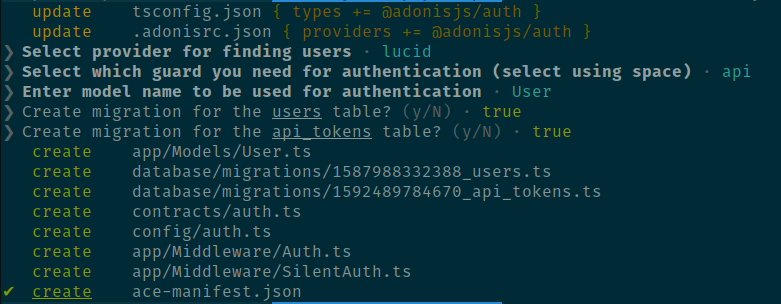 update tsconfig.json { types += @adonisjs/auth }
update .adonisrc.json { providers += @adonisjs/auth }
❯ Select provider for finding users · lucid
❯ Select which guard you need for authentication (select using space) · api
❯ Enter model name to be used for authentication · User
❯ Create migration for the users table? (y/N) · true
❯ Create migration for the api_tokens table? (y/N) · true
create app/Models/User.ts
create database/migrations/1587988332388_users.ts
create database/migrations/1592489784670_api_tokens.ts
create contracts/auth.ts
create config/auth.ts
create app/Middleware/Auth.ts
create app/Middleware/SilentAuth.ts
✔ create ace-manifest.json